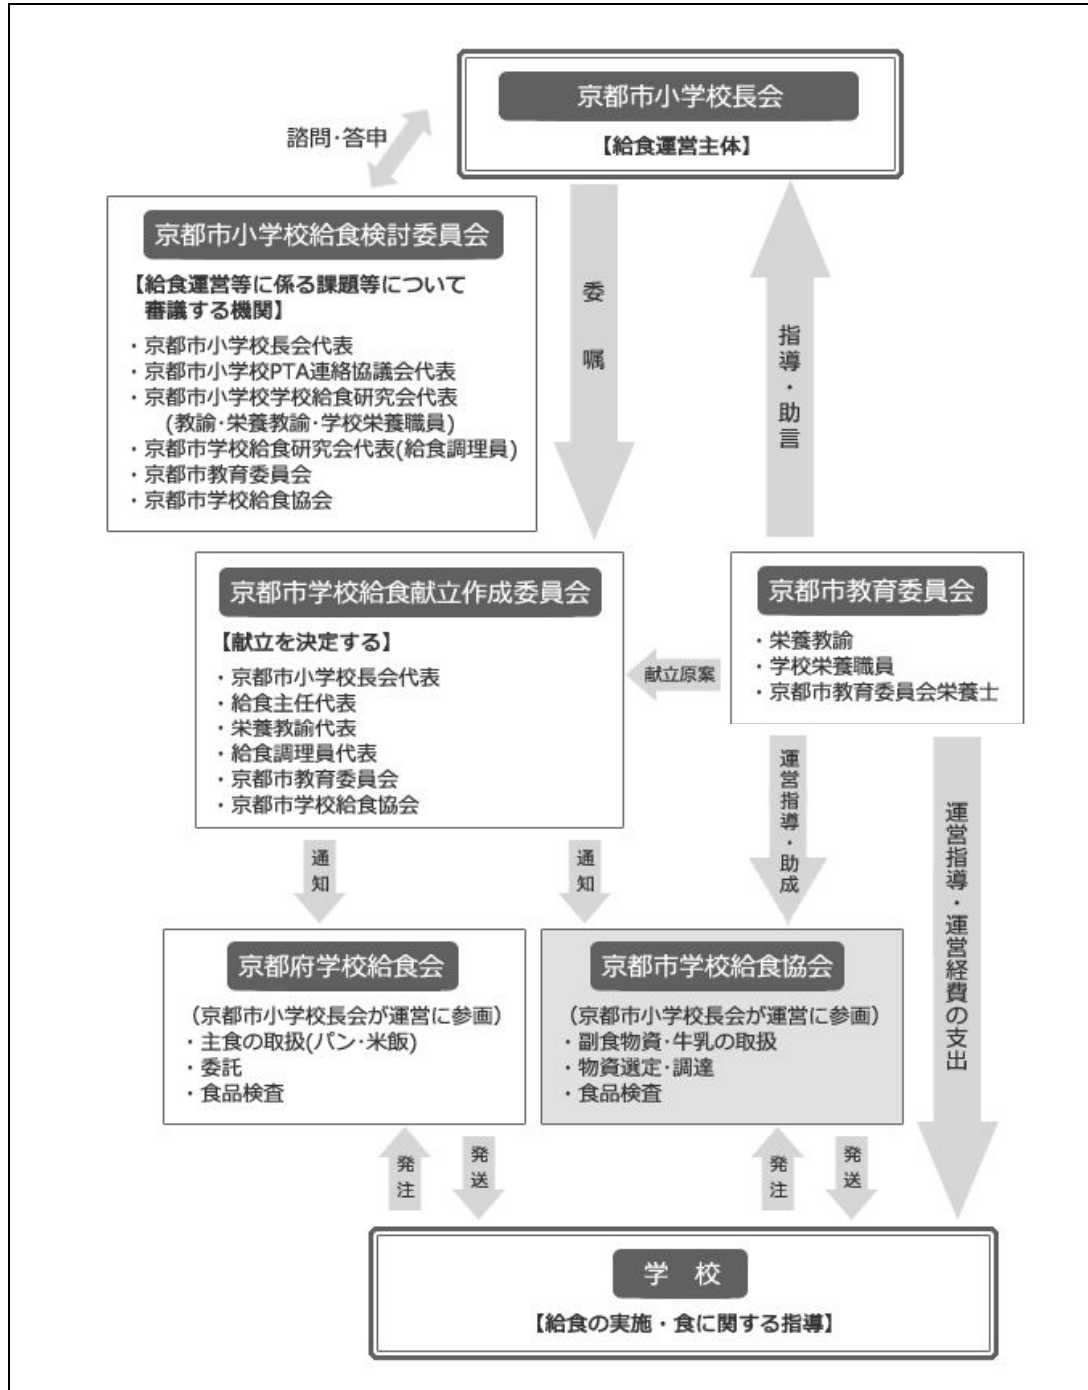 京都市小学校長会
【給食運営主体】
諮問・答申
京都市小学校給食検討委員会
【給食運営等に係る課題等について
審議する機関】
・京都市小学校長会代表
・京都市小学校PTA連絡協議会代表
・京都市小学校学校給食研究会代表
(教諭・栄養教諭・学校栄養職員)
・京都市学校給食研究会代表(給食調理員)
・京都市教育委員会
・京都市学校給食協会
委嘱
指導・助言
京都市学校給食献立作成委員会
【献立を決定する】
・京都市小学校長会代表
・給食主任代表
・栄養教諭代表
・給食調理員代表
・京都市教育委員会
・京都市学校給食協会
献立原案
京都市教育委員会
・栄養教諭
・学校栄養職員
・京都市教育委員会栄養士
通知
通知
運営指導・助成
運営指導・運営経費の支出
京都府学校給食会
（京都市小学校長会が運営に参画）
・主食の取扱(パン・米飯)
・委託
・食品検査
京都市学校給食協会
（京都市小学校長会が運営に参画）
・副食物資・牛乳の取扱
・物資選定・調達
・食品検査
発注
発送
発注
発送
学 校
【給食の実施・食に関する指導】